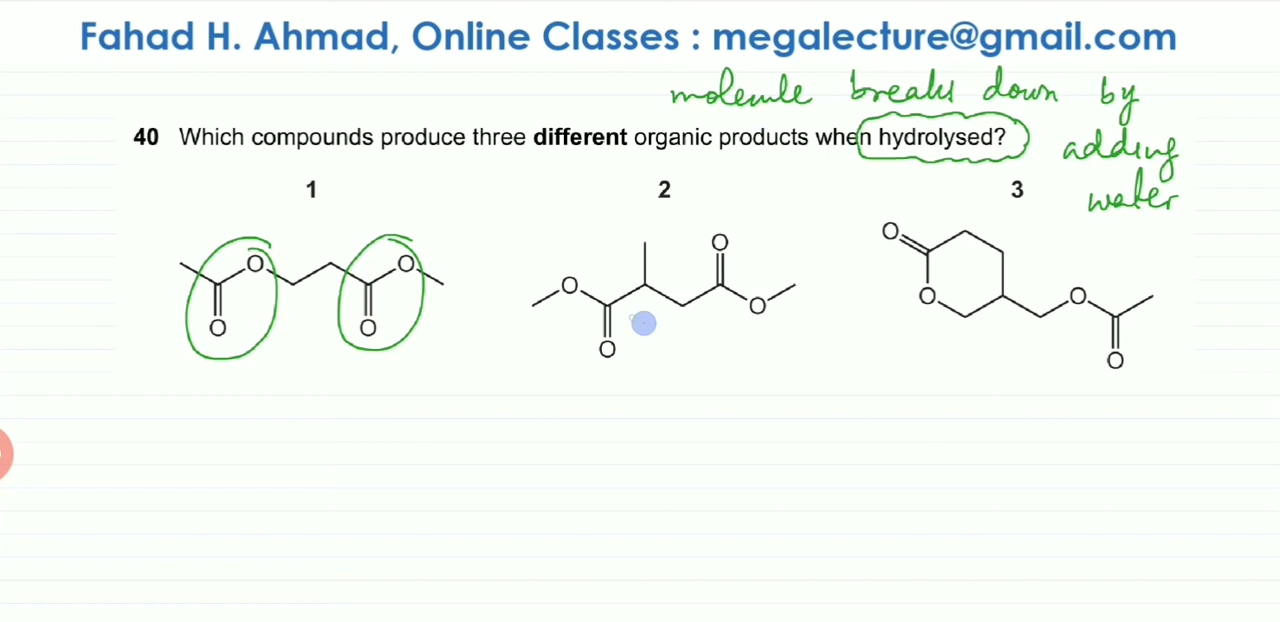 Fahad H. Ahmad, Online Classes : megalecture@gmail.com
molecule breaks down by
40 Which compounds produce three different organic products when hydrolysed?
adding
water
1 2 3
O O O O
O O O O
O O O O